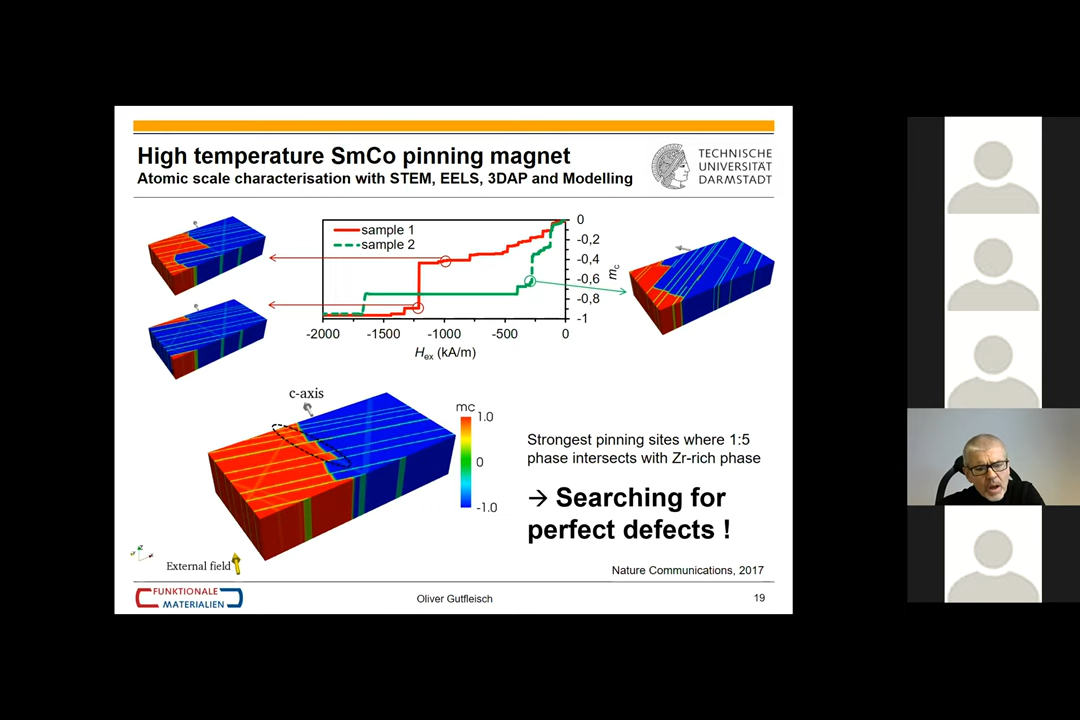 High temperature SmCo pinning magnet
Atomic scale characterisation with STEM, EELS, 3DAP and Modelling
TECHNISCHE
UNIVERSITÄT
DARMSTADT
sample 1
sample 2
0
-0,2
-0,4
-0,6
-0,8
-1
mc
-2000 -1500 -1000 -500 0
Hex (kA/m)
c-axis
mc
1.0
0
-1.0
External field
Strongest pinning sites where 1:5
phase intersects with Zr-rich phase
→ Searching for
perfect defects !
Nature Communications, 2017
FUNKTIONALE
MATERIALIEN
Oliver Gutfleisch
19